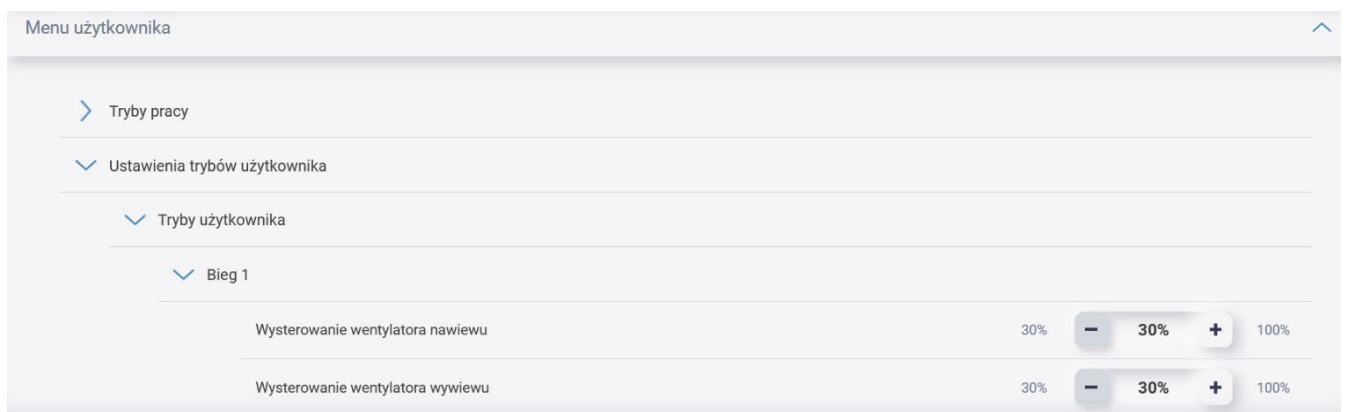 Menu użytkownika
Tryby pracy
Ustawienia trybów użytkownika
Tryby użytkownika
Bieg 1
Wysterowanie wentylatora nawiewu 30% − 30% + 100%
Wysterowanie wentylatora wywiewu 30% − 30% + 100%